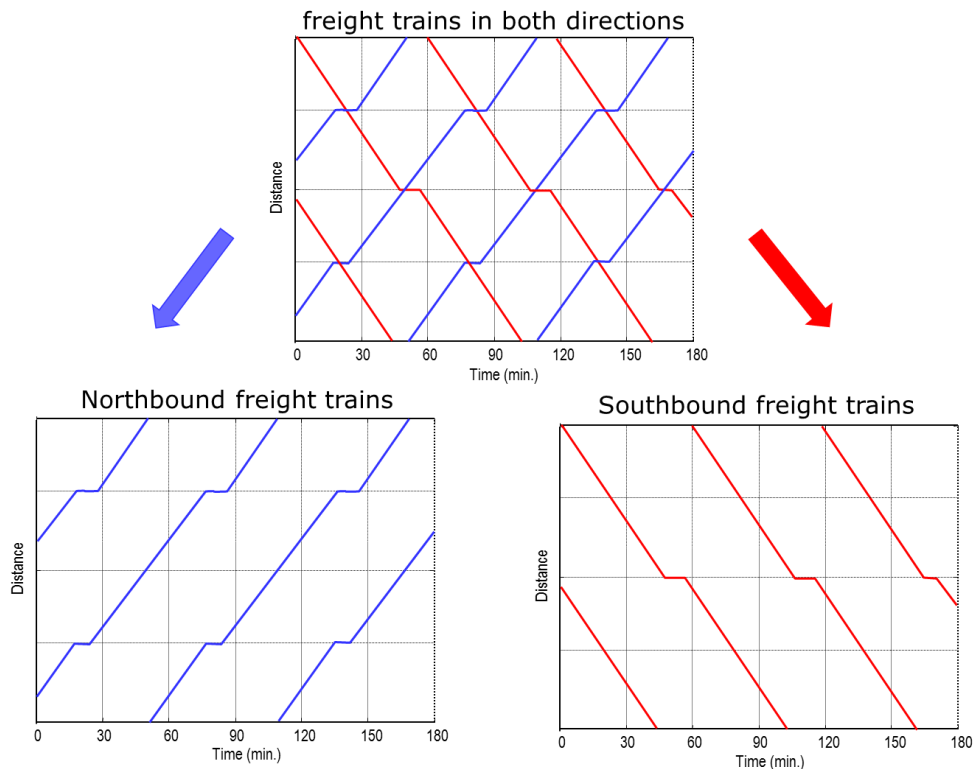 freight trains in both directions
Distance
0 30 60 90 120 150 180
Time (min.)
Northbound freight trains
Distance
0 30 60 90 120 150 180
Time (min.)
Southbound freight trains
Distance
0 30 60 90 120 150 180
Time (min.)